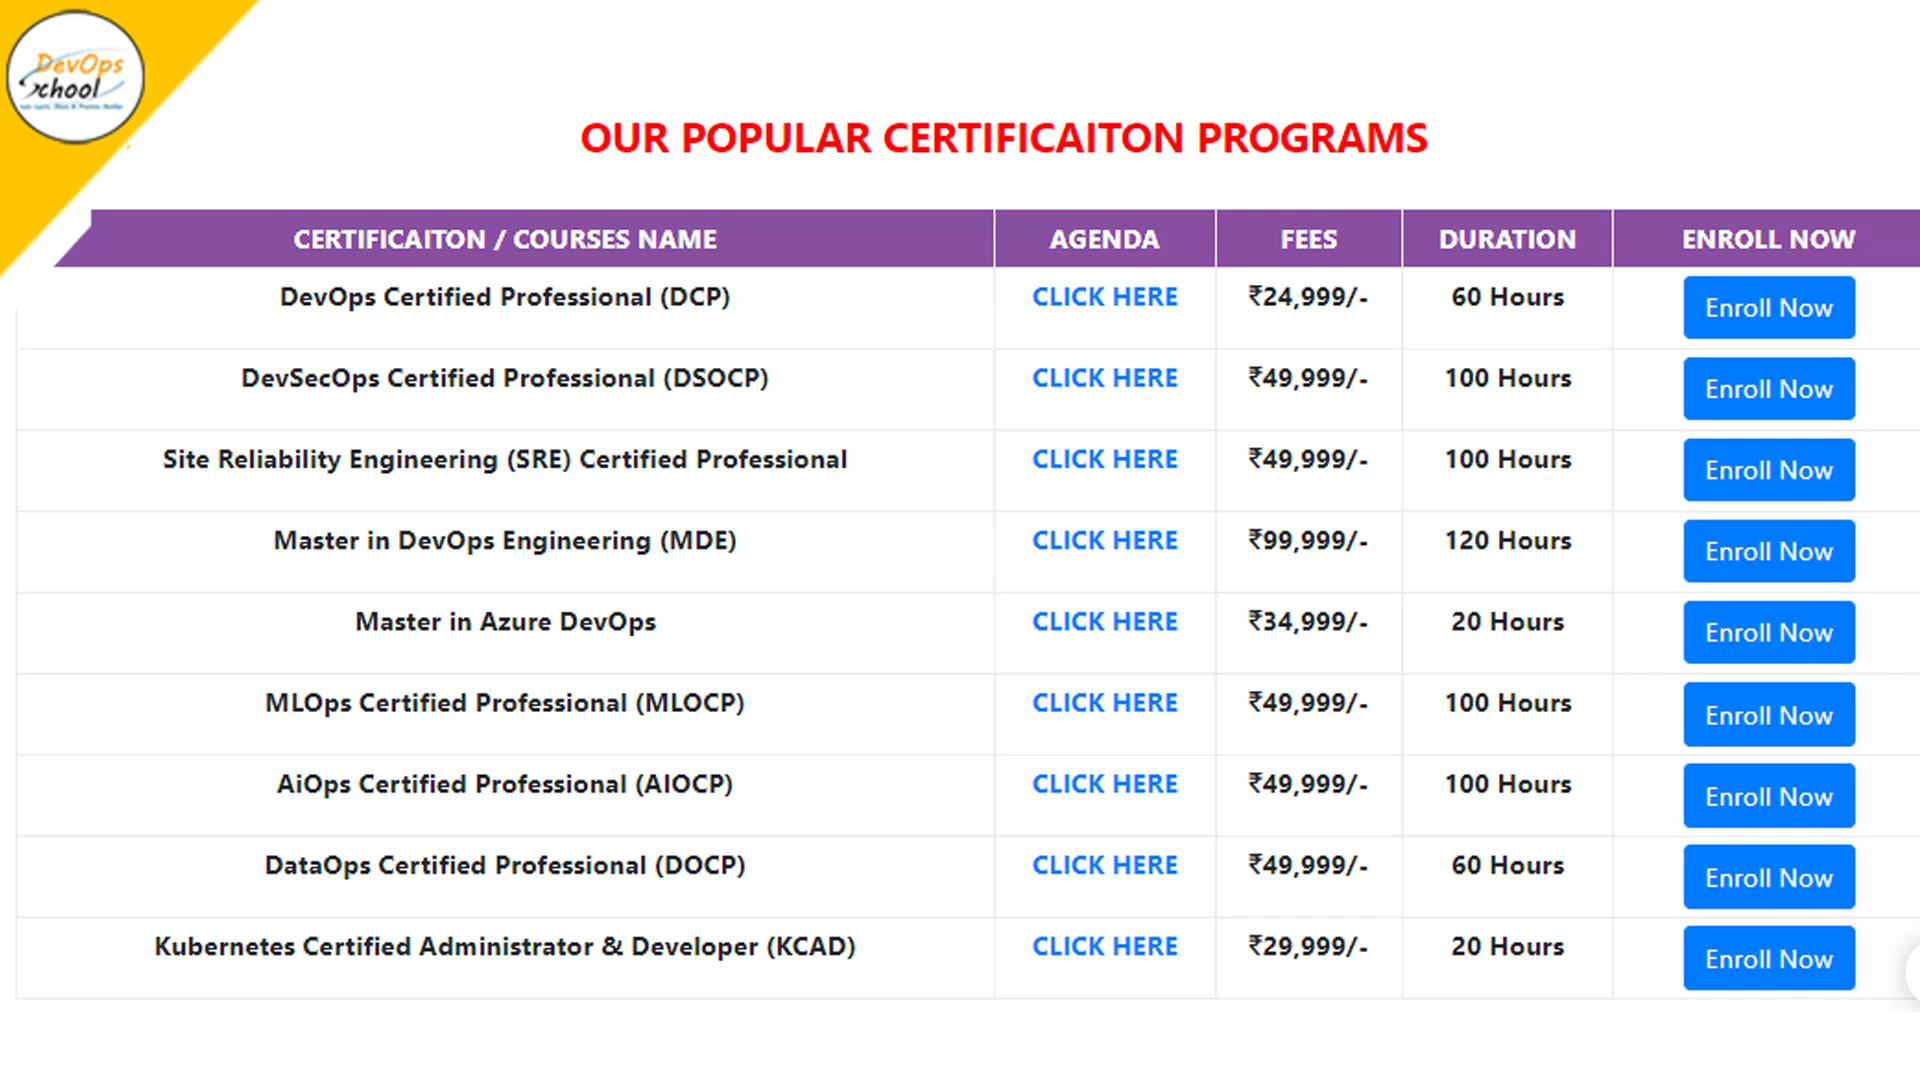 DevOps
School
OUR POPULAR CERTIFICAITON PROGRAMS
CERTIFICAITON / COURSES NAME AGENDA FEES DURATION ENROLL NOW
DevOps Certified Professional (DCP) CLICK HERE ₹24,999/- 60 Hours Enroll Now
DevSecOps Certified Professional (DSOCP) CLICK HERE ₹49,999/- 100 Hours Enroll Now
Site Reliability Engineering (SRE) Certified Professional CLICK HERE ₹49,999/- 100 Hours Enroll Now
Master in DevOps Engineering (MDE) CLICK HERE ₹99,999/- 120 Hours Enroll Now
Master in Azure DevOps CLICK HERE ₹34,999/- 20 Hours Enroll Now
MLOps Certified Professional (MLOCP) CLICK HERE ₹49,999/- 100 Hours Enroll Now
AiOps Certified Professional (AIOCP) CLICK HERE ₹49,999/- 100 Hours Enroll Now
DataOps Certified Professional (DOCP) CLICK HERE ₹49,999/- 60 Hours Enroll Now
Kubernetes Certified Administrator & Developer (KCAD) CLICK HERE ₹29,999/- 20 Hours Enroll Now